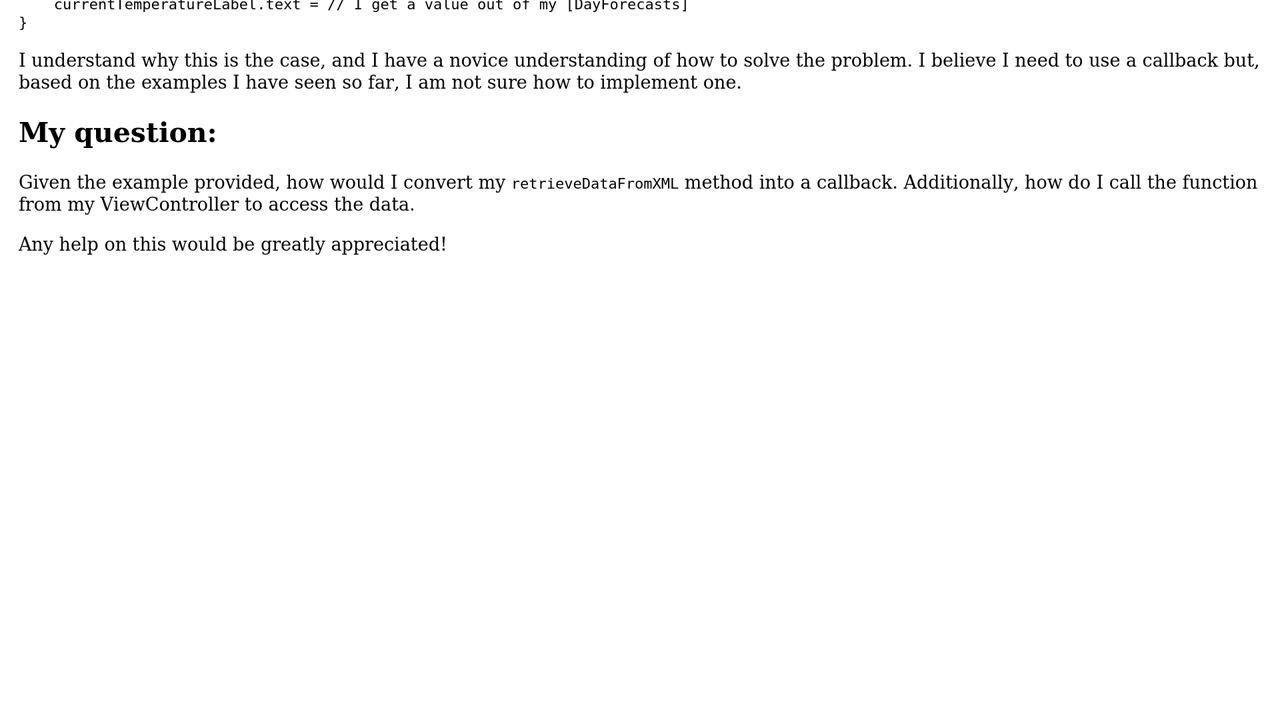 currentTemperatureLabel.text = // I get a value out of my [DayForecasts]
}
I understand why this is the case, and I have a novice understanding of how to solve the problem. I believe I need to use a callback but,
based on the examples I have seen so far, I am not sure how to implement one.
My question:
Given the example provided, how would I convert my retrieveDataFromXML method into a callback. Additionally, how do I call the function
from my ViewController to access the data.
Any help on this would be greatly appreciated!